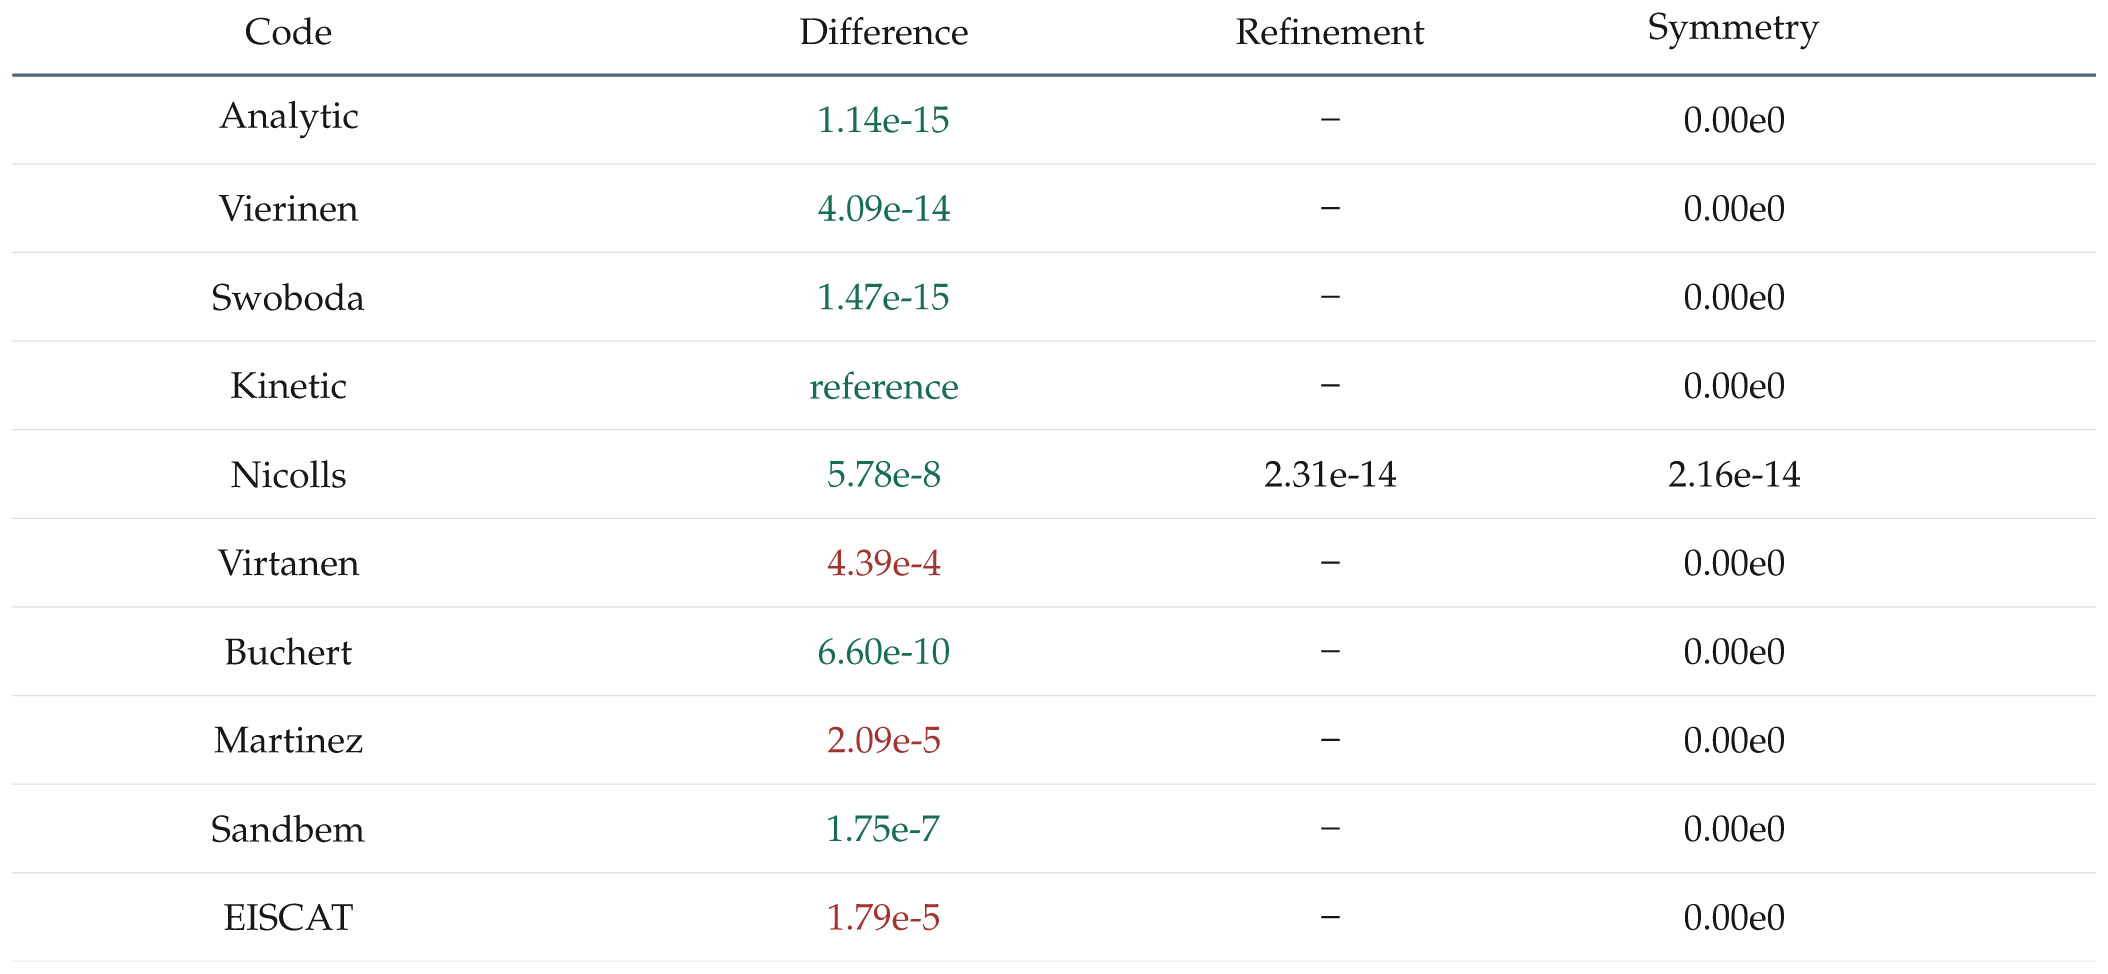 Code Difference Refinement Symmetry
Analytic 1.14e-15 – 0.00e0
Vierinen 4.09e-14 – 0.00e0
Swoboda 1.47e-15 – 0.00e0
Kinetic reference – 0.00e0
Nicolls 5.78e-8 2.31e-14 2.16e-14
Virtanen 4.39e-4 – 0.00e0
Buchert 6.60e-10 – 0.00e0
Martinez 2.09e-5 – 0.00e0
Sandbem 1.75e-7 – 0.00e0
EISCAT 1.79e-5 – 0.00e0